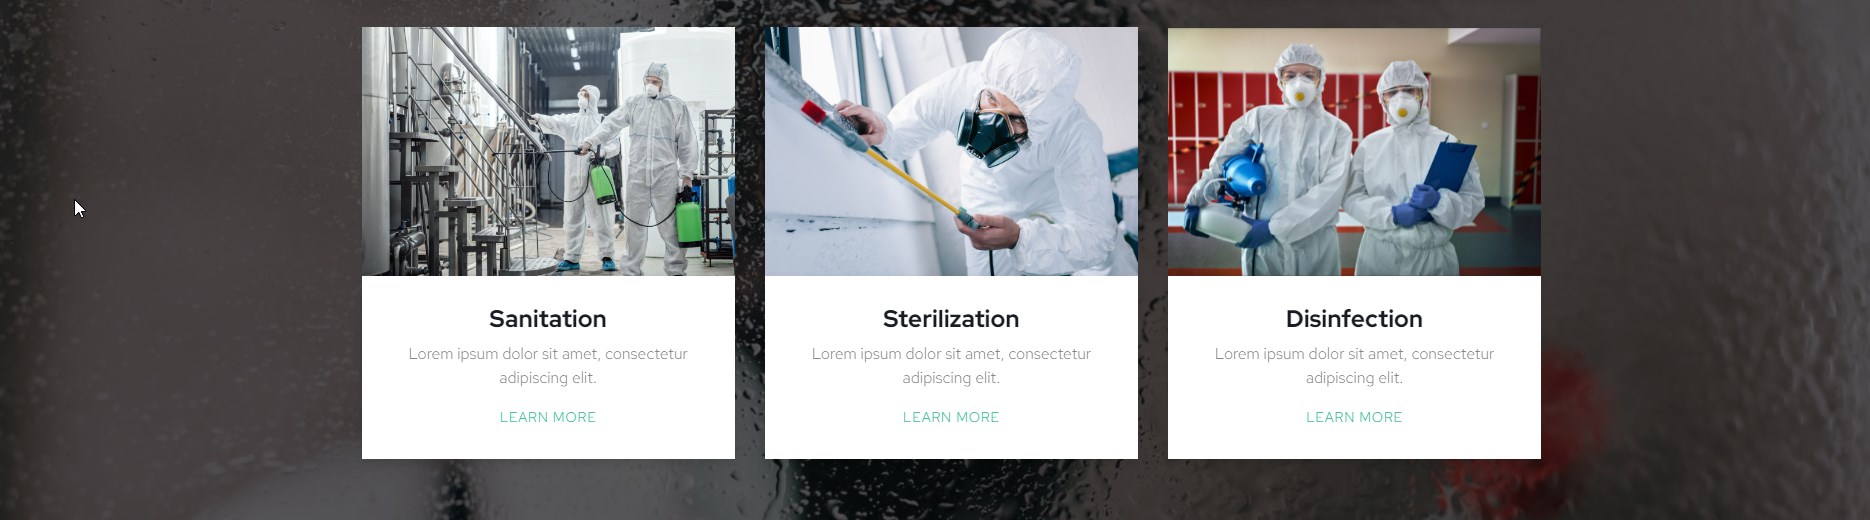 Sanitation
Lorem ipsum dolor sit amet, consectetur
adipiscing elit.
LEARN MORE
Sterilization
Lorem ipsum dolor sit amet, consectetur
adipiscing elit.
LEARN MORE
Disinfection
Lorem ipsum dolor sit amet, consectetur
adipiscing elit.
LEARN MORE